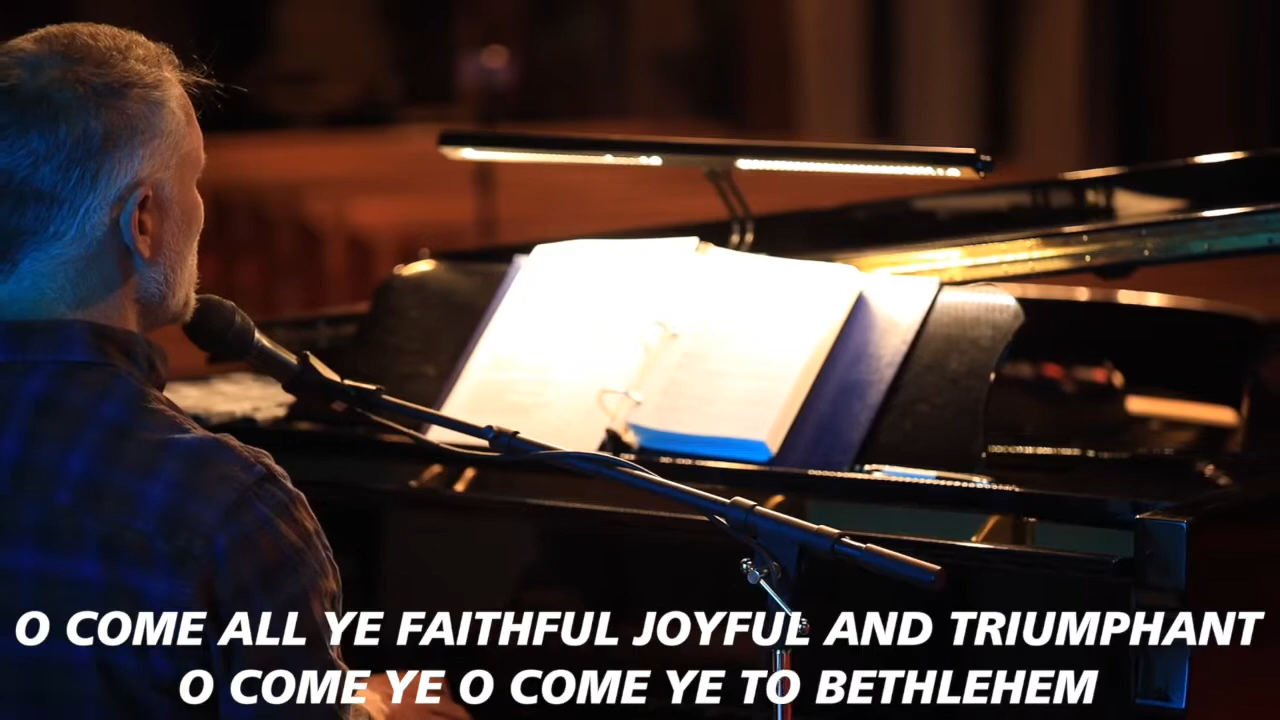 O COME ALL YE FAITHFUL JOYFUL AND TRIUMPHANT
O COME YE O COME YE TO BETHLEHEM